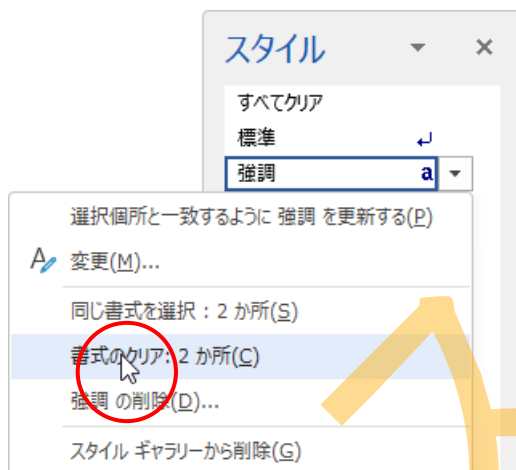 スタイル
すべてクリア
標準
強調 a
選択個所と一致するように 強調 を更新する(P)
変更(M)...
同じ書式を選択 : 2 か所(S)
書式のクリア: 2 か所(C)
強調 の削除(D)...
スタイル ギャラリーから削除(G)